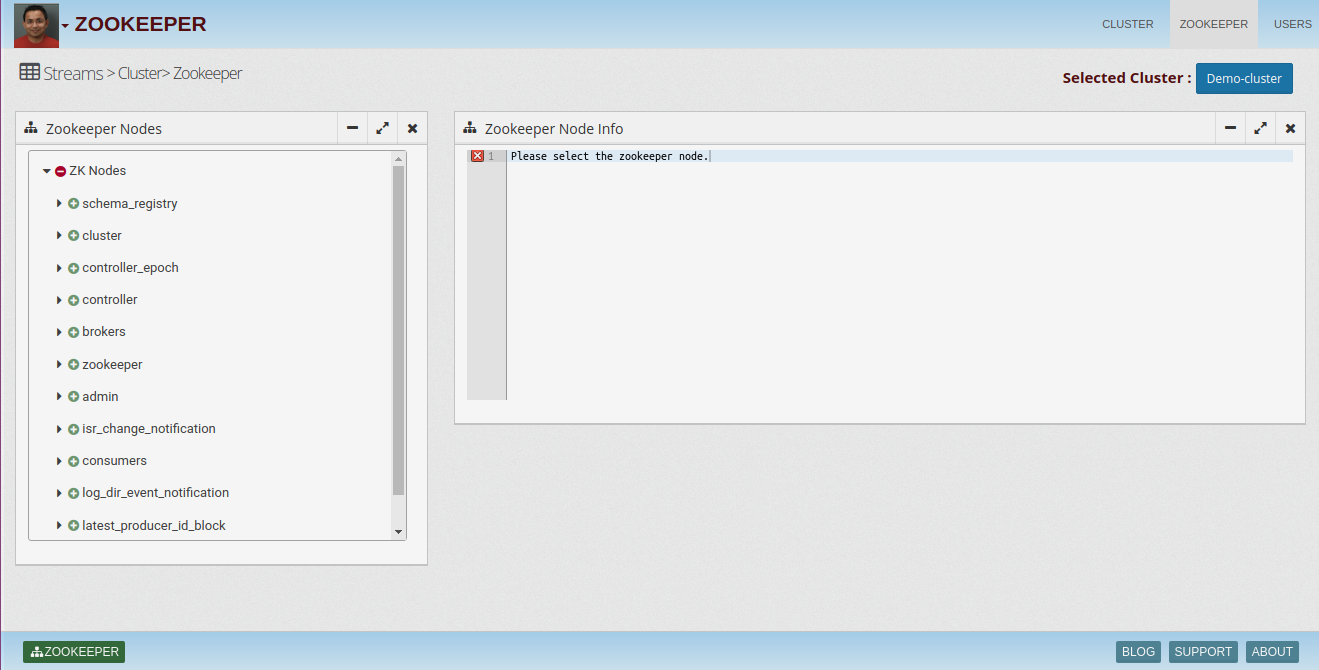 ZOOKEEPER
CLUSTER ZOOKEEPER USERS
Streams > Cluster> Zookeeper
Selected Cluster : Demo-cluster
Zookeeper Nodes
ZK Nodes
schema_registry
cluster
controller_epoch
controller
brokers
zookeeper
admin
isr_change_notification
consumers
log_dir_event_notification
latest_producer_id_block
Zookeeper Node Info
1 Please select the zookeeper node.
ZOOKEEPER
BLOG SUPPORT ABOUT